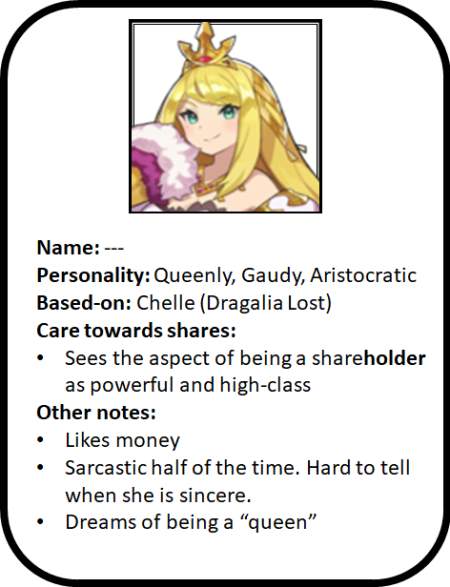 Name: ---
Personality: Queenly, Gaudy, Aristocratic
Based-on: Chelle (Dragalia Lost)
Care towards shares:
• Sees the aspect of being a shareholder
as powerful and high-class
Other notes:
• Likes money
• Sarcastic half of the time. Hard to tell
when she is sincere.
• Dreams of being a “queen”